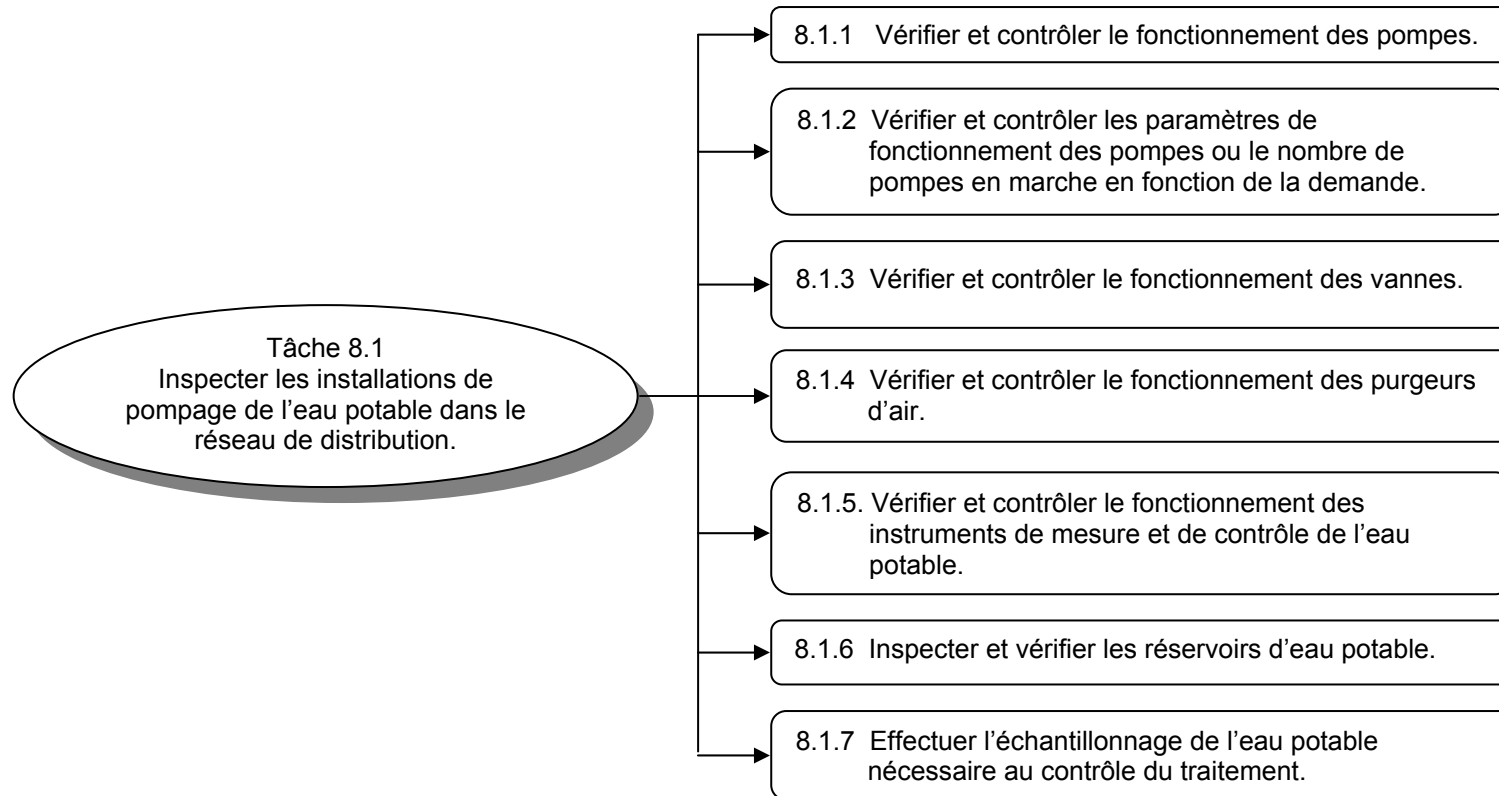 Tâche 8.1
Inspecter les installations de
pompage de l’eau potable dans le
réseau de distribution.
8.1.1 Vérifier et contrôler le fonctionnement des pompes.
8.1.2 Vérifier et contrôler les paramètres de
fonctionnement des pompes ou le nombre de
pompes en marche en fonction de la demande.
8.1.3 Vérifier et contrôler le fonctionnement des vannes.
8.1.4 Vérifier et contrôler le fonctionnement des purgeurs
d’air.
8.1.5. Vérifier et contrôler le fonctionnement des
instruments de mesure et de contrôle de l’eau
potable.
8.1.6 Inspecter et vérifier les réservoirs d’eau potable.
8.1.7 Effectuer l’échantillonnage de l’eau potable
nécessaire au contrôle du traitement.